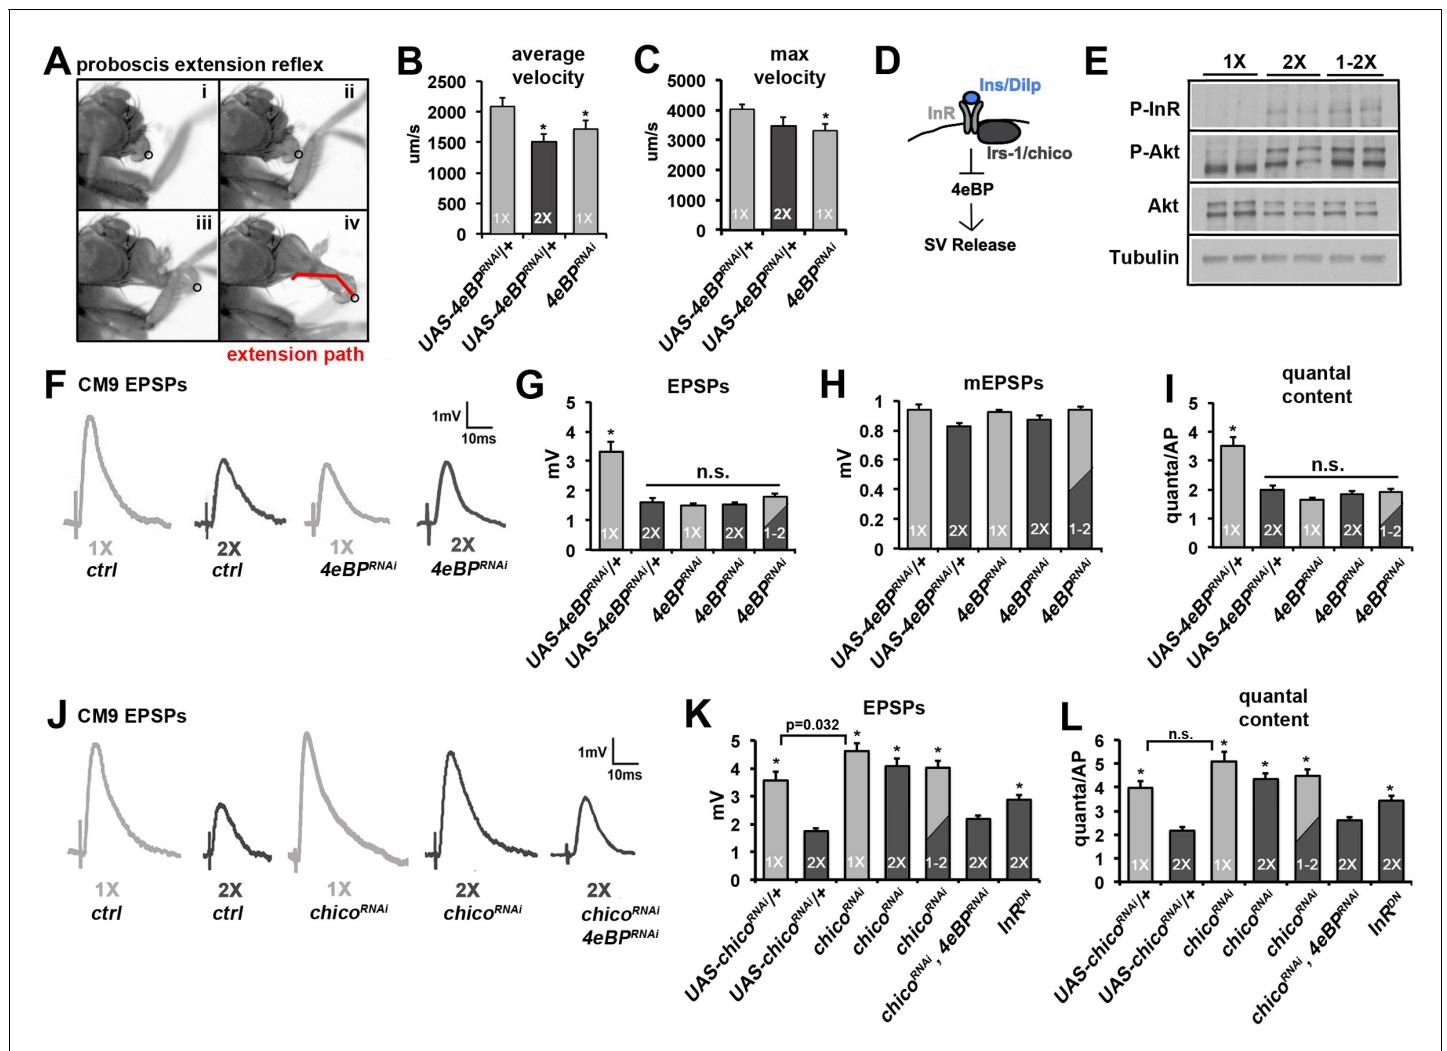 A proboscis extension reflex
i
ii
iii
iv
extension path
B average
velocity
um/s
2500
2000
1500
1000
500
0
*
*
1X
2X
1X
UAS-4eBPRNAi/+
UAS-4eBPRNAi/+
4eBPRNAi
C max
velocity
um/s
5000
4000
3000
2000
1000
0
*
1X
2X
1X
UAS-4eBPRNAi/+
UAS-4eBPRNAi/+
4eBPRNAi
D
Ins/Dilp
InR
Irs-1/chico
4eBP
SV Release
E 1X 2X 1-2X
P-InR
P-Akt
Akt
Tubulin
F CM9 EPSPs
1mV
10ms
1X 2X 1X 2X
ctrl ctrl 4eBPRNAi 4eBPRNAi
G EPSPs
mV
5
4
3
2
1
0
*
n.s.
1X 2X 1X 2X 1-2
UAS-4eBPRNAi/+
UAS-4eBPRNAi/+
4eBPRNAi
4eBPRNAi
4eBPRNAi
H mEPSPs
mV
1
0.8
0.6
0.4
0.2
0
1X 2X 1X 2X 1-2
UAS-4eBPRNAi/+
UAS-4eBPRNAi/+
4eBPRNAi
4eBPRNAi
4eBPRNAi
I quantal
content
quanta/AP
5
4
3
2
1
0
*
n.s.
1X 2X 1X 2X 1-2
UAS-4eBPRNAi/+
UAS-4eBPRNAi/+
4eBPRNAi
4eBPRNAi
4eBPRNAi
J CM9 EPSPs
1mV
10ms
1X 2X 1X 2X 2X
ctrl ctrl chicoRNAi chicoRNAi chicoRNAi
4eBPRNAi
K EPSPs
mV
5
4
3
2
1
0
p=0.032
* * * * *
1X 2X 1X 2X 1-2 2X 2X
UAS-chicoRNAi/+
UAS-chicoRNAi/+
chicoRNAi
chicoRNAi
chicoRNAi
chicoRNAi, 4eBPRNAi
InRDN
L quantal
content
quanta/AP
6
5
4
3
2
1
0
n.s.
* * * * *
1X 2X 1X 2X 1-2 2X 2X
UAS-chicoRNAi/+
UAS-chicoRNAi/+
chicoRNAi
chicoRNAi
chicoRNAi
chicoRNAi, 4eBPRNAi
InRDN